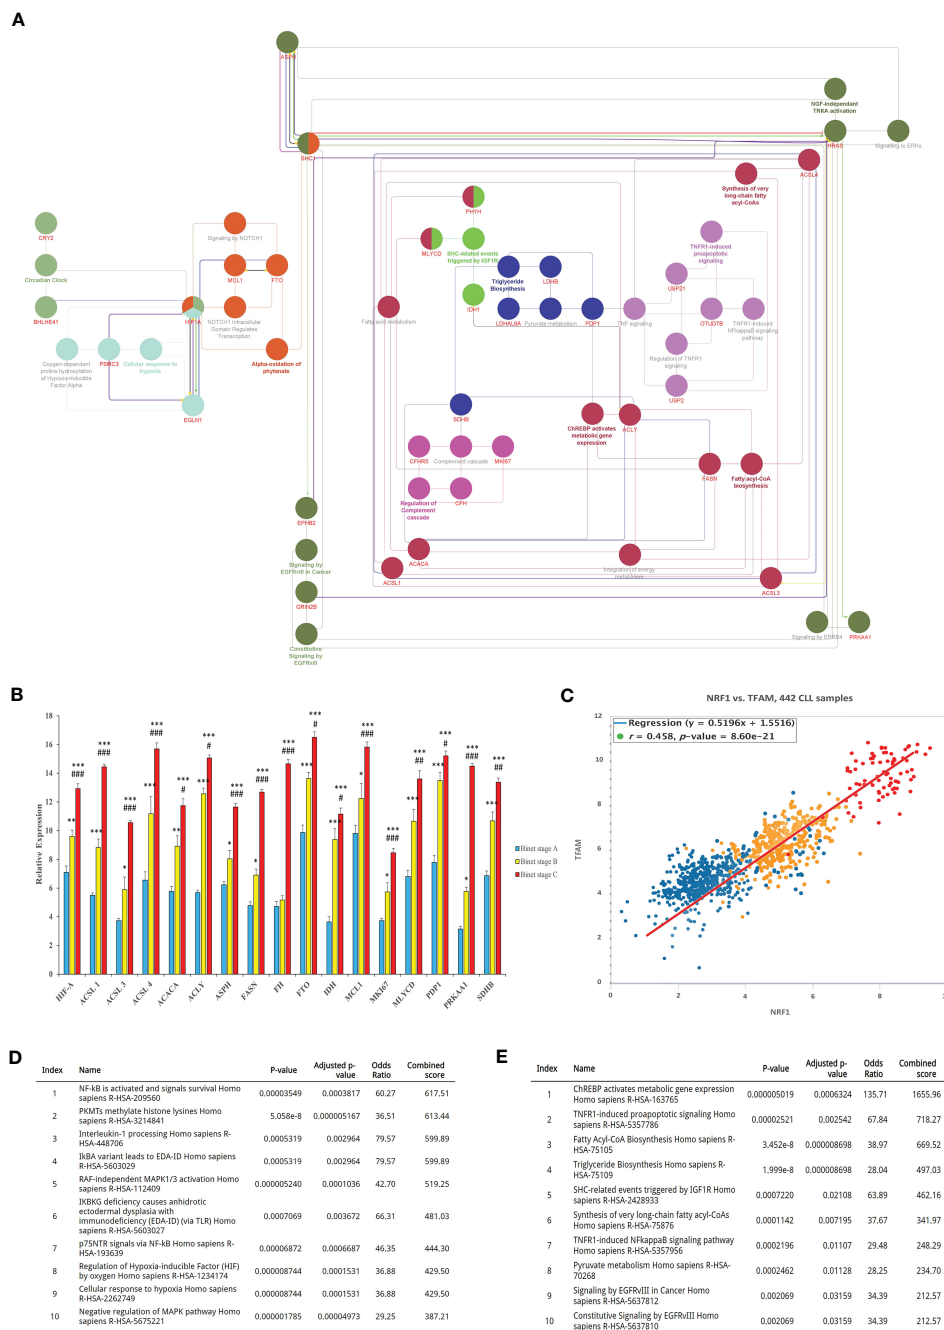 A
ASPH
NGF-independent
TRKA activation
SHC1
HRAS
Signalling to ERKs
ACSL4
Synthesis of very
long-chain fatty
acyl-CoAs
PHYH
CRY2
Signaling by NOTCH1
MLYCD
SHC-related events
triggered by IGF1R
TNFR1-induced
proapoptotic
signaling
Circadian Clock
MCL1
FTO
Triglyceride
Biosynthesis
LDHB
USP21
BHLHE41
HIF1A
NOTCH1 Intracellular
Domain Regulates
Transcription
Fatty acid metabolism
IDH1
LDHAL6A
Pyruvate metabolism
PDP1
TNF signaling
OTUD7B
TNFR1-induced
NFkappaB signaling
pathway
Oxygen-dependent
proline hydroxylation
of Hypoxia-inducible
Factor Alpha
PSMC3
Cellular response to
hypoxia
Alpha-oxidation of
phytanate
Regulation of TNFR1
signaling
EGLN1
USP2
SDHB
ChREBP activates
metabolic gene
expression
ACLY
CFHR5
Complement cascade
MKI67
FASN
Fatty acyl-CoA
biosynthesis
Regulation of
Complement
cascade
CFH
EPHB2
Signaling by
EGFRvIII in Cancer
ACACA
Integration of energy
metabolism
ACSL1
ACSL3
GRIN2B
Constitutive
Signaling by
EGFRvIII
Signaling by ERBB4
PRKAA1
B
Relative Expression
18
16
14
12
10
8
6
4
2
0
Binet stage A
Binet stage B
Binet stage C
HIF-A
ACSL 1
ACSL 3
ACSL 4
ACACA
ACLY
ASPH
FASN
FH
FTO
IDH
MCL1
MKI67
MLYCD
PDP1
PRKAA1
SDHB
C
NRF1 vs. TFAM, 442 CLL samples
Regression (y = 0.5196x + 1.5516)
r = 0.458, p-value = 8.60e-21
TFAM
12
10
8
6
4
2
0
0 2 4 6 8
NRF1
D
Index Name P-value Adjusted p-value Odds Ratio Combined score
1 NF-kB is activated and signals survival Homo sapiens R-HSA-209560 0.00003549 0.0003817 60.27 617.51
2 PKMTs methylate histone lysines Homo sapiens R-HSA-3214841 5.058e-8 0.000005167 36.51 613.44
3 Interleukin-1 processing Homo sapiens R-HSA-448706 0.0005319 0.002964 79.57 599.89
4 IkBA variant leads to EDA-ID Homo sapiens R-HSA-5603029 0.0005319 0.002964 79.57 599.89
5 RAF-independent MAPK1/3 activation Homo sapiens R-HSA-112409 0.000005240 0.0001036 42.70 519.25
6 IKBKG deficiency causes anhidrotic ectodermal dysplasia with immunodeficiency (EDA-ID) (via TLR) Homo sapiens R-HSA-5603027 0.0007069 0.003672 66.31 481.03
7 p75NTR signals via NF-kB Homo sapiens R-HSA-193639 0.00006872 0.0006687 46.35 444.30
8 Regulation of Hypoxia-inducible Factor (HIF) by oxygen Homo sapiens R-HSA-1234174 0.000008744 0.0001531 36.88 429.50
9 Cellular response to hypoxia Homo sapiens R-HSA-2262749 0.000008744 0.0001531 36.88 429.50
10 Negative regulation of MAPK pathway Homo sapiens R-HSA-5675221 0.000001785 0.00004973 29.25 387.21
E
Index Name P-value Adjusted p-value Odds Ratio Combined score
1 ChREBP activates metabolic gene expression Homo sapiens R-HSA-163765 0.000005019 0.0006324 135.71 1655.96
2 TNFR1-induced proapoptotic signaling Homo sapiens R-HSA-5357786 0.00002521 0.002542 67.84 718.27
3 Fatty Acyl-CoA Biosynthesis Homo sapiens R-HSA-75105 3.452e-8 0.000008698 38.97 669.52
4 Triglyceride Biosynthesis Homo sapiens R-HSA-75109 1.999e-8 0.000008698 28.04 497.03
5 SHC-related events triggered by IGF1R Homo sapiens R-HSA-2428933 0.0007220 0.02108 63.89 462.16
6 Synthesis of very long-chain fatty acyl-CoAs Homo sapiens R-HSA-75876 0.0001142 0.007195 37.67 341.97
7 TNFR1-induced NFkappaB signaling pathway Homo sapiens R-HSA-5357956 0.0002196 0.01107 29.48 248.29
8 Pyruvate metabolism Homo sapiens R-HSA-70268 0.0002462 0.01128 28.25 234.70
9 Signaling by EGFRvIII in Cancer Homo sapiens R-HSA-5637812 0.002069 0.03159 34.39 212.57
10 Constitutive Signaling by EGFRvIII Homo sapiens R-HSA-5637810 0.002069 0.03159 34.39 212.57